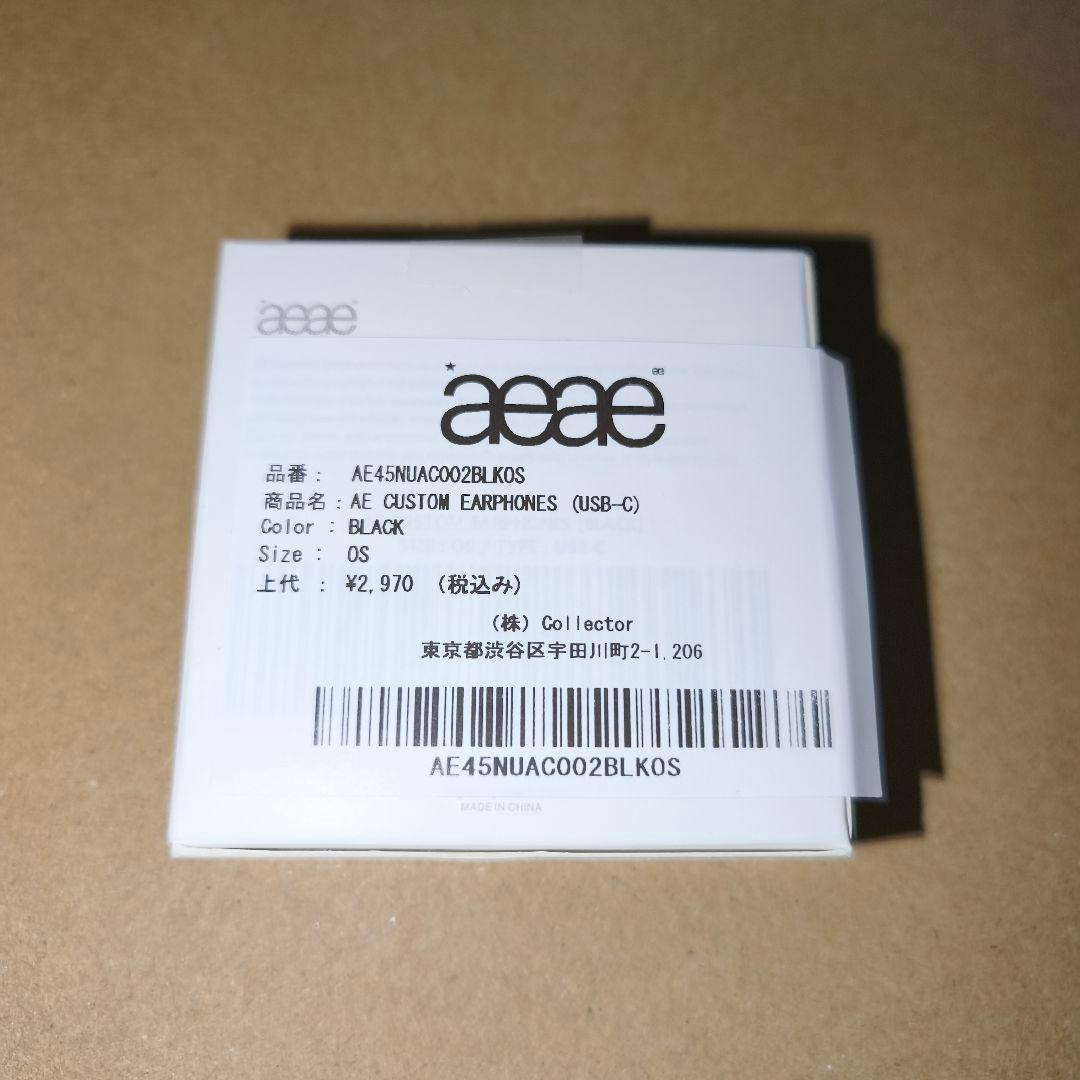 aeae
aeae
品番： AE45NUAC002BLKOS
商品名：AE CUSTOM EARPHONES (USB-C)
Color : BLACK
Size : OS
上代 : ¥2,970 (税込み)
(株) Collector
東京都渋谷区宇田川町2-1,206
AE45NUAC002BLKOS
MADE IN CHINA